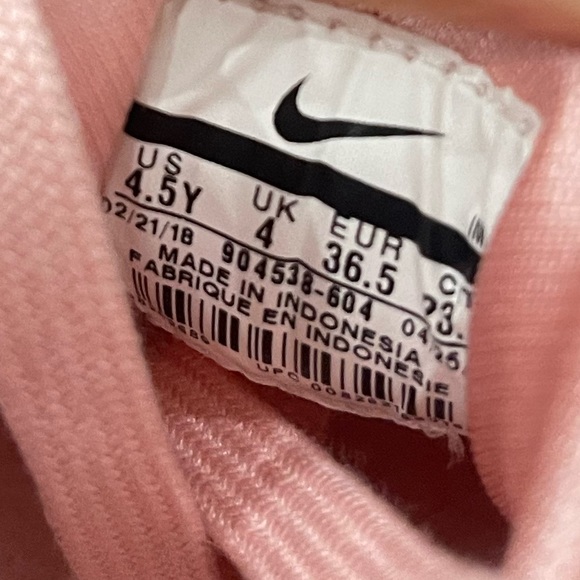 US UK EUR
4.5Y 4 36.5
02/21/18 904538-604
MADE IN INDONESIA
FABRIQUE EN INDONESIE
UPC